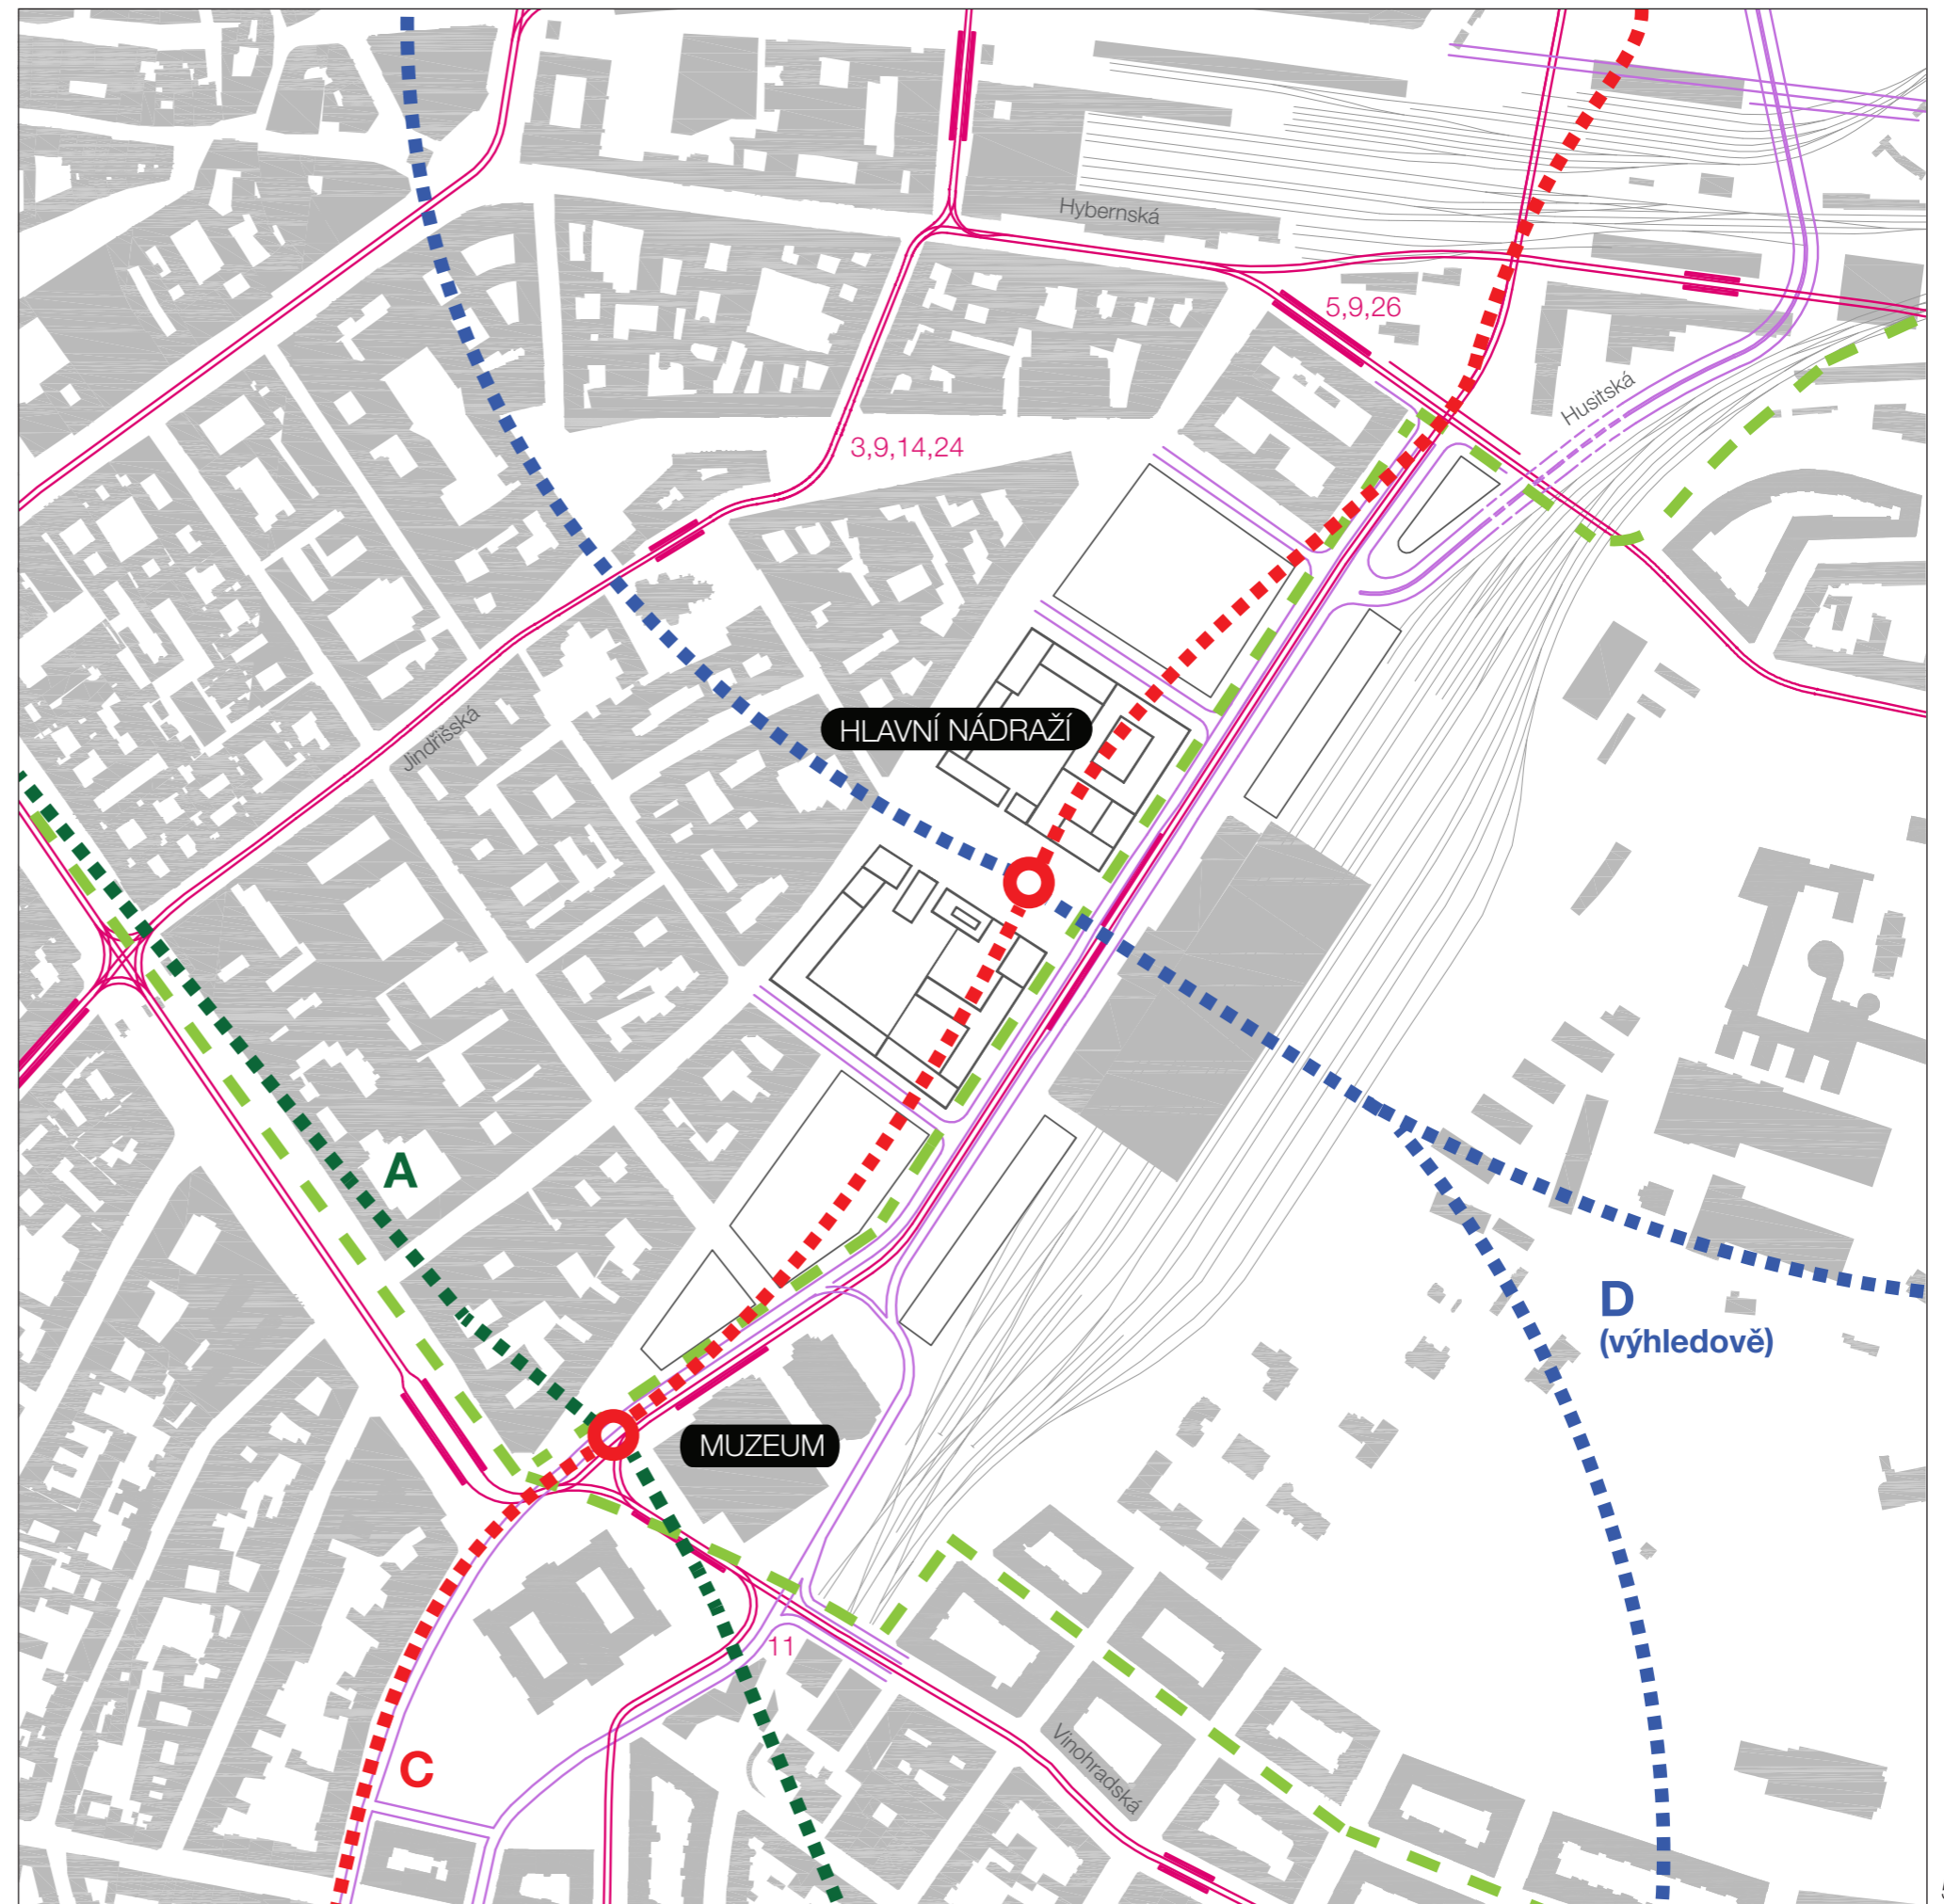 Hybernská
5,9,26
Husitská
3,9,14,24
HLAVNÍ NÁDRAŽÍ
Jindřišská
A
D
(výhledově)
MUZEUM
11
Vinohradská
C